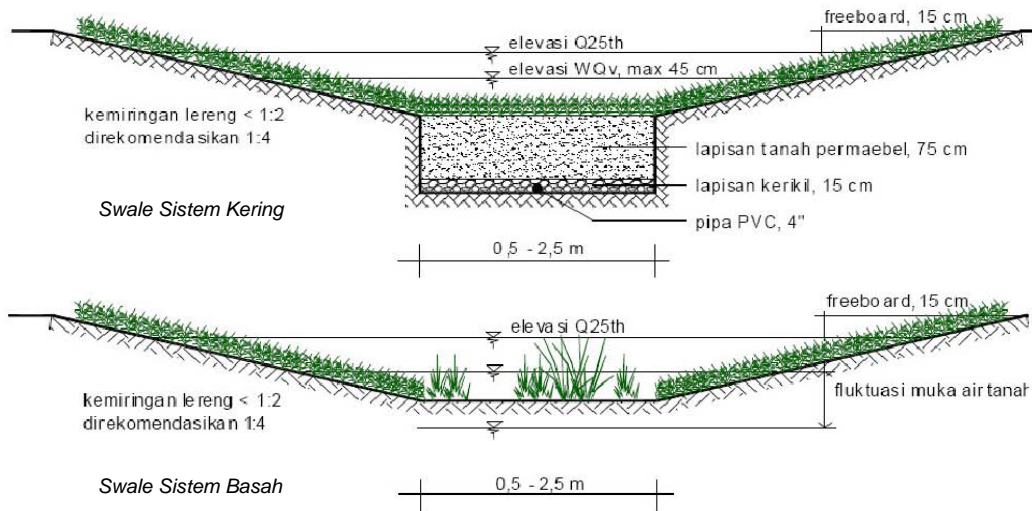 freeboard, 15 cm
elevasi Q25th
elevasi WQv, max 45 cm
kemiringan lereng < 1:2
direkomendasikan 1:4
lapisan tanah permaebel, 75 cm
lapisan kerikil, 15 cm
Swale Sistem Kering
pipa PVC, 4"
0,5 - 2,5 m
freeboard, 15 cm
elevasi Q25th
kemiringan lereng < 1:2
direkomendasikan 1:4
fluktuasi muka air tanah
Swale Sistem Basah
0,5 - 2,5 m